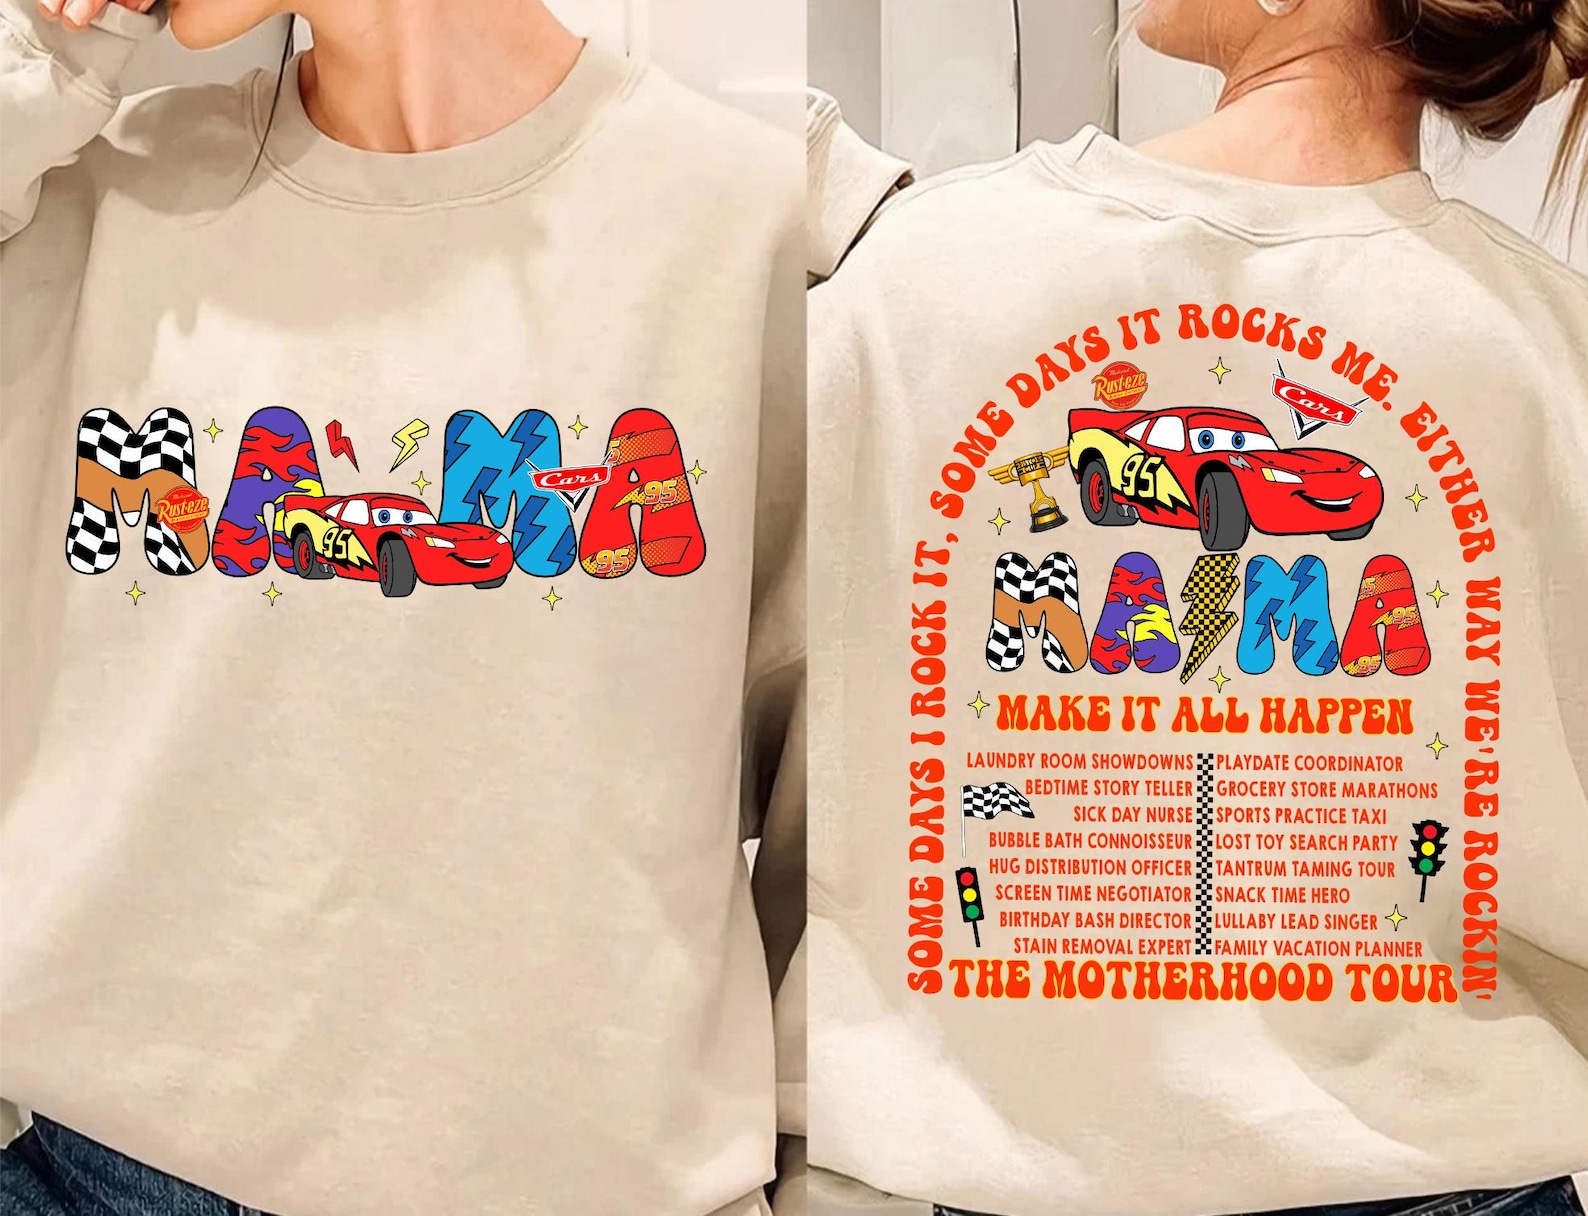 MAMA
Rust-eze
95
Cars
95
95
SOME DAYS I ROCK IT, SOME DAYS IT ROCKS ME. EITHER WAY WE'RE ROCKIN'
Rust-eze
Cars
95
MAMA
95
95
MAKE IT ALL HAPPEN
LAUNDRY ROOM SHOWDOWNS PLAYDATE COORDINATOR
BEDTIME STORY TELLER GROCERY STORE MARATHONS
SICK DAY NURSE SPORTS PRACTICE TAXI
BUBBLE BATH CONNOISSEUR LOST TOY SEARCH PARTY
HUG DISTRIBUTION OFFICER TANTRUM TAMING TOUR
SCREEN TIME NEGOTIATOR SNACK TIME HERO
BIRTHDAY BASH DIRECTOR LULLABY LEAD SINGER
STAIN REMOVAL EXPERT FAMILY VACATION PLANNER
THE MOTHERHOOD TOUR